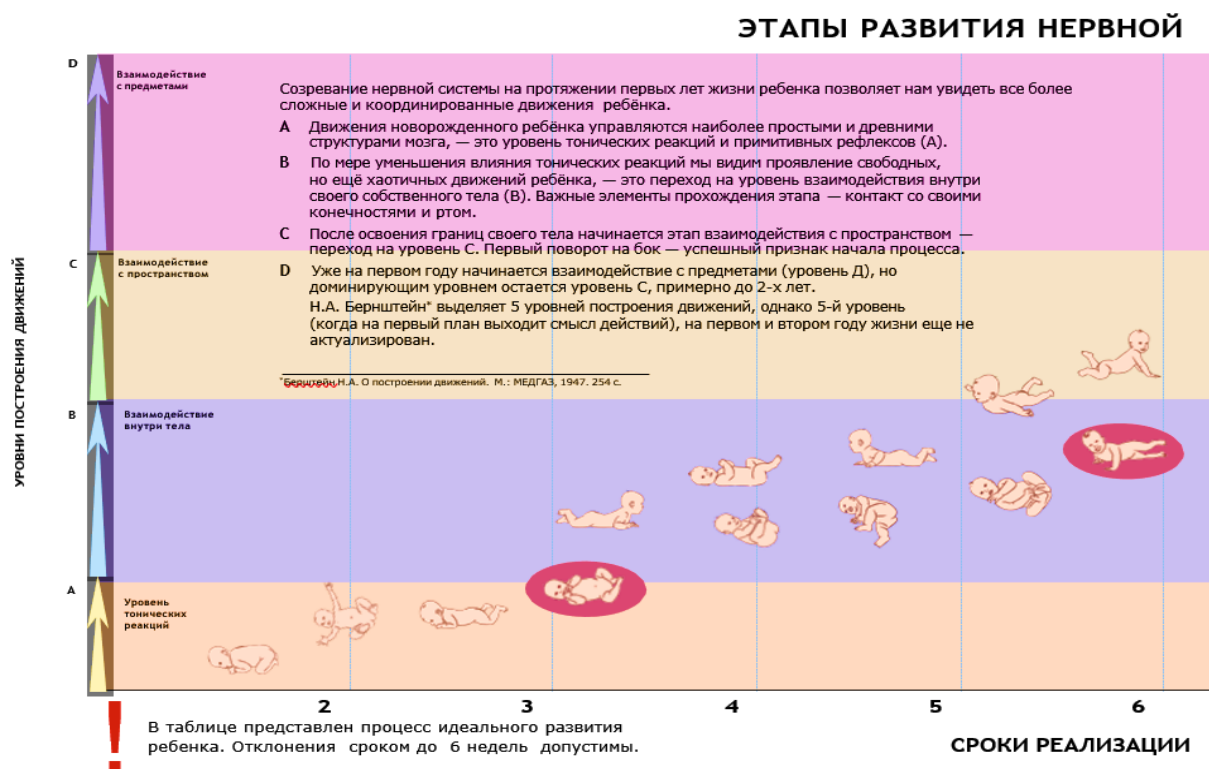 ЭТАПЫ РАЗВИТИЯ НЕРВНОЙ
D
Взаимодействие
с предметами
Созревание нервной системы на протяжении первых лет жизни ребенка позволяет нам увидеть все более
сложные и координированные движения ребёнка.
A Движения новорожденного ребёнка управляются наиболее простыми и древними
структурами мозга, — это уровень тонических реакций и примитивных рефлексов (А).
B По мере уменьшения влияния тонических реакций мы видим проявление свободных,
но ещё хаотичных движений ребёнка, — это переход на уровень взаимодействия внутри
своего собственного тела (В). Важные элементы прохождения этапа — контакт со своими
конечностями и ртом.
C После освоения границ своего тела начинается этап взаимодействия с пространством —
переход на уровень С. Первый поворот на бок — успешный признак начала процесса.
C
Взаимодействие
с пространством
D Уже на первом году начинается взаимодействие с предметами (уровень Д), но
доминирующим уровнем остается уровень С, примерно до 2-х лет.
Н.А. Бернштейн* выделяет 5 уровней построения движений, однако 5-й уровень
(когда на первый план выходит смысл действий), на первом и втором году жизни еще не
актуализирован.
*Берштейн Н.А. О построении движений. М.: МЕДГАЗ, 1947. 254 с.
УРОВНИ ПОСТРОЕНИЯ ДВИЖЕНИЙ
B
Взаимодействие
внутри тела
A
Уровень
тонических
реакций
2 3 4 5 6
! В таблице представлен процесс идеального развития
ребенка. Отклонения сроком до 6 недель допустимы.
СРОКИ РЕАЛИЗАЦИИ